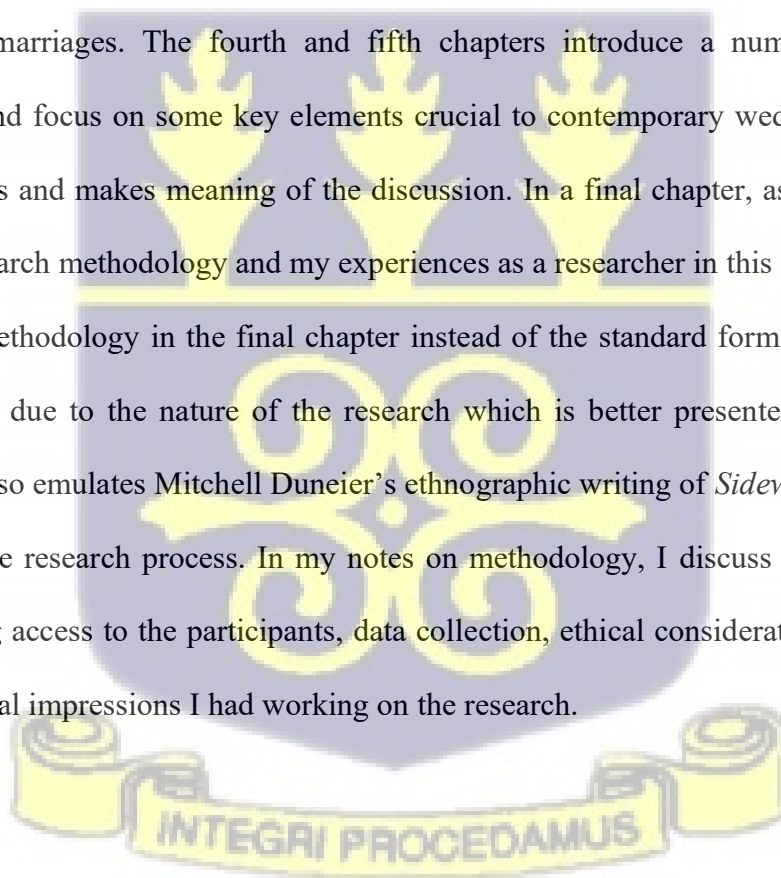 marriages. The fourth and fifth chapters introduce a num
nd focus on some key elements crucial to contemporary wed
s and makes meaning of the discussion. In a final chapter, as
arch methodology and my experiences as a researcher in this
ethodology in the final chapter instead of the standard form
due to the nature of the research which is better presente
so emulates Mitchell Duneier’s ethnographic writing of Sidew
e research process. In my notes on methodology, I discuss
g access to the participants, data collection, ethical considerat
al impressions I had working on the research.
INTEGRI PROCEDAMUS